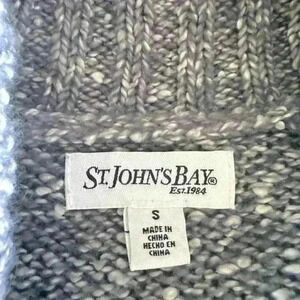 ST. JOHN'S BAY®
EST. 1984
S
MADE IN
CHINA
HECHO EN
CHINA